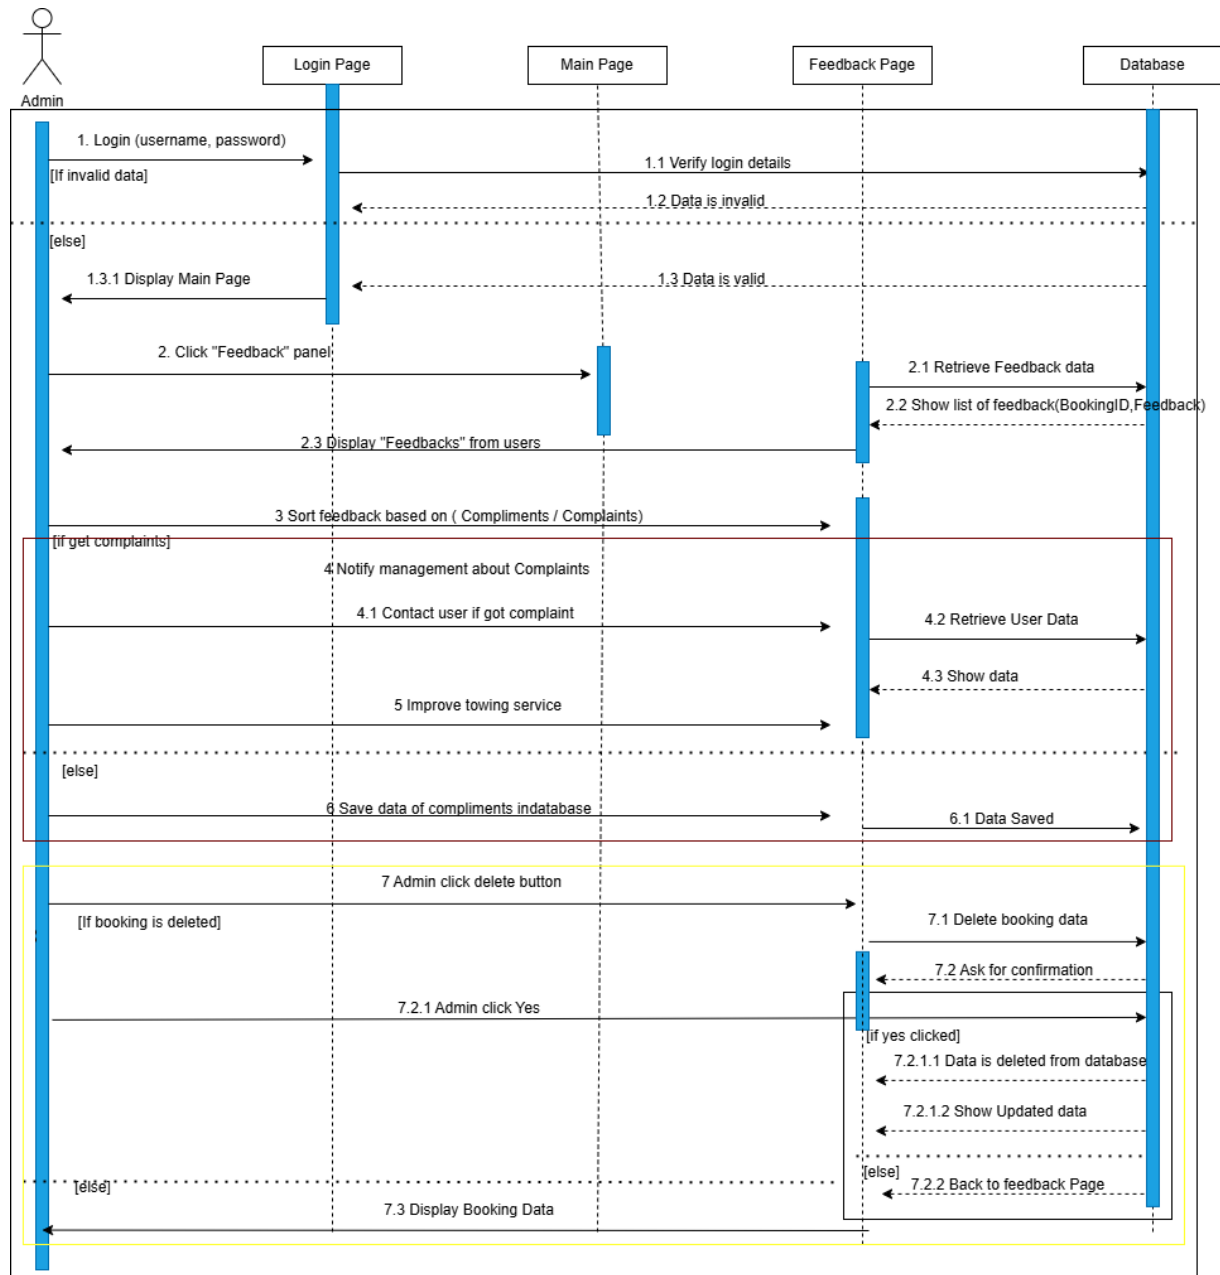 Login Page
Main Page
Feedback Page
Database
Admin
1. Login (username, password)
1.1 Verify login details
[If invalid data]
1.2 Data is invalid
[else]
1.3.1 Display Main Page
1.3 Data is valid
2. Click "Feedback" panel
2.1 Retrieve Feedback data
2.2 Show list of feedback(BookingID,Feedback)
2.3 Display "Feedbacks" from users
3 Sort feedback based on ( Compliments / Complaints)
[if get complaints]
4 Notify management about Complaints
4.1 Contact user if got complaint
4.2 Retrieve User Data
4.3 Show data
5 Improve towing service
[else]
6 Save data of compliments indatabase
6.1 Data Saved
7 Admin click delete button
[If booking is deleted]
7.1 Delete booking data
7.2 Ask for confirmation
7.2.1 Admin click Yes
[if yes clicked]
7.2.1.1 Data is deleted from database
7.2.1.2 Show Updated data
[else]
7.2.2 Back to feedback Page
[else]
7.3 Display Booking Data